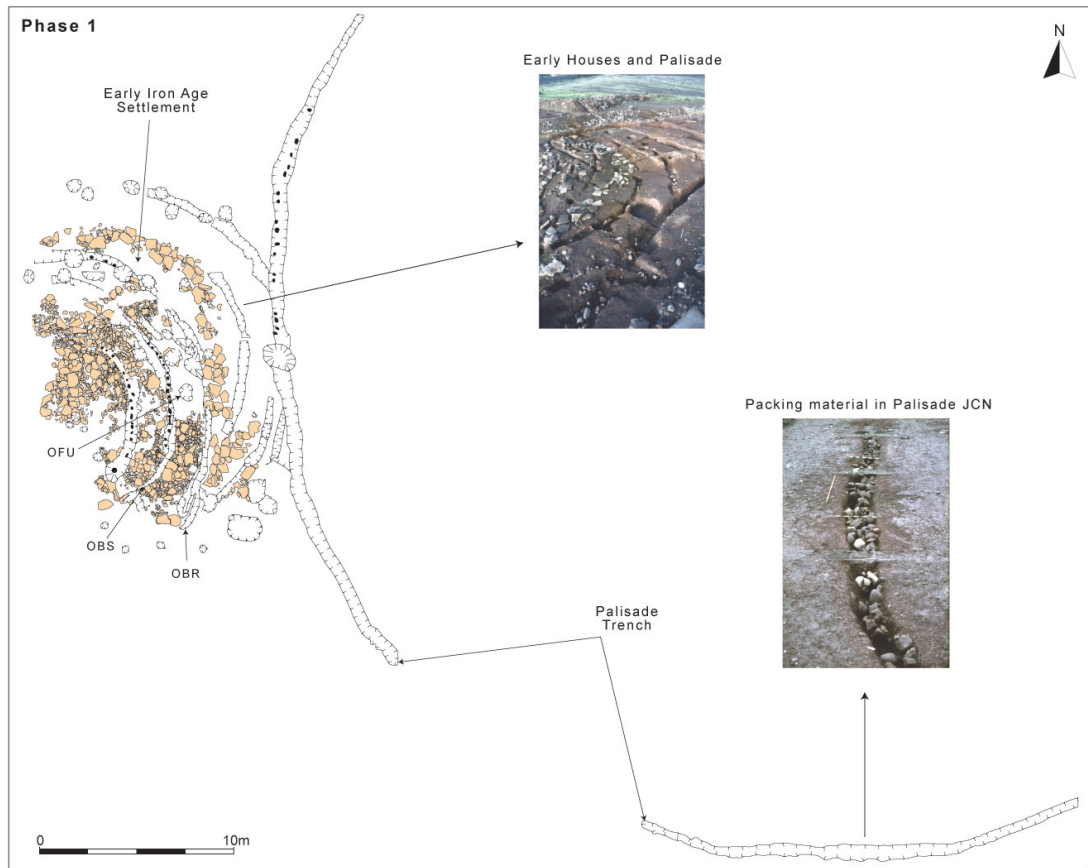 Phase 1
N
Early Houses and Palisade
Early Iron Age
Settlement
Packing material in Palisade JCN
OFU
OBS
OBR
Palisade
Trench
0
10m